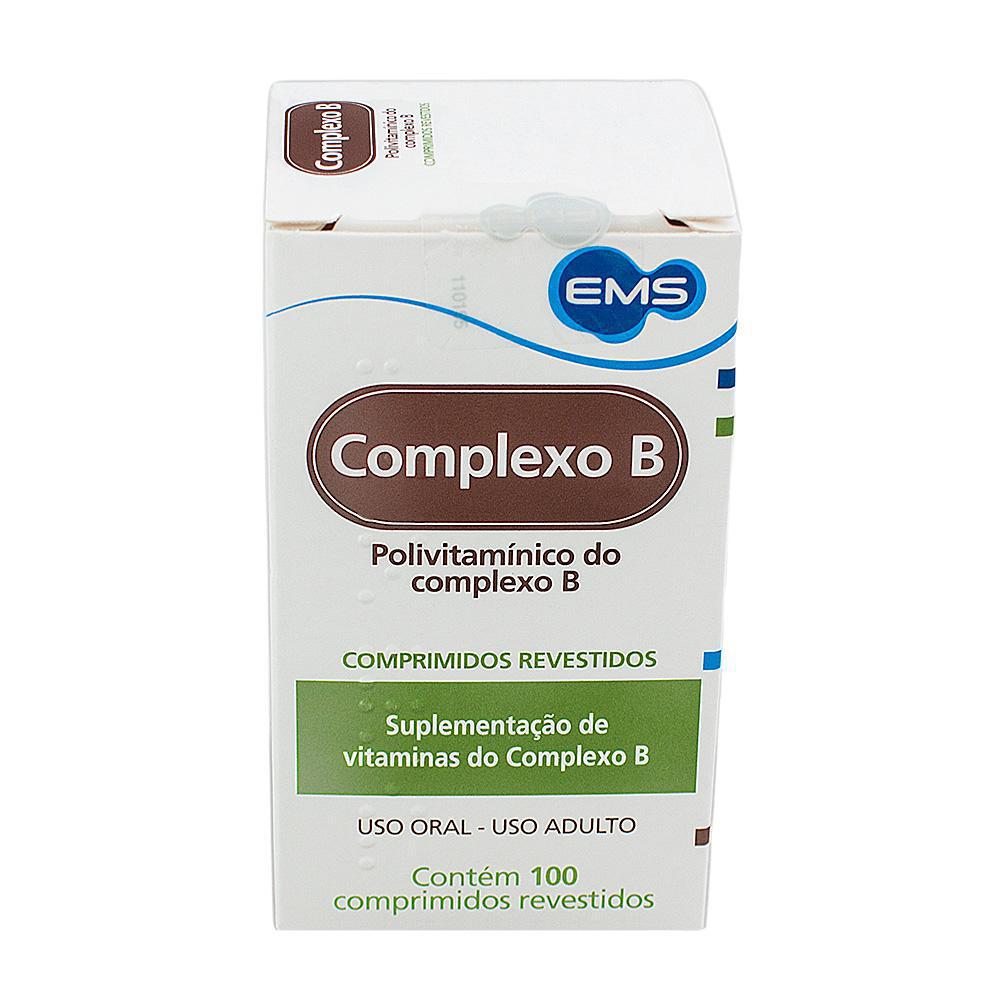 Complexo B
Polivitamínico do
complexo B
COMPRIMIDOS REVESTIDOS
110195
EMS
Complexo B
Polivitamínico do
complexo B
COMPRIMIDOS REVESTIDOS
Suplementação de
vitaminas do Complexo B
USO ORAL - USO ADULTO
Contém 100
comprimidos revestidos